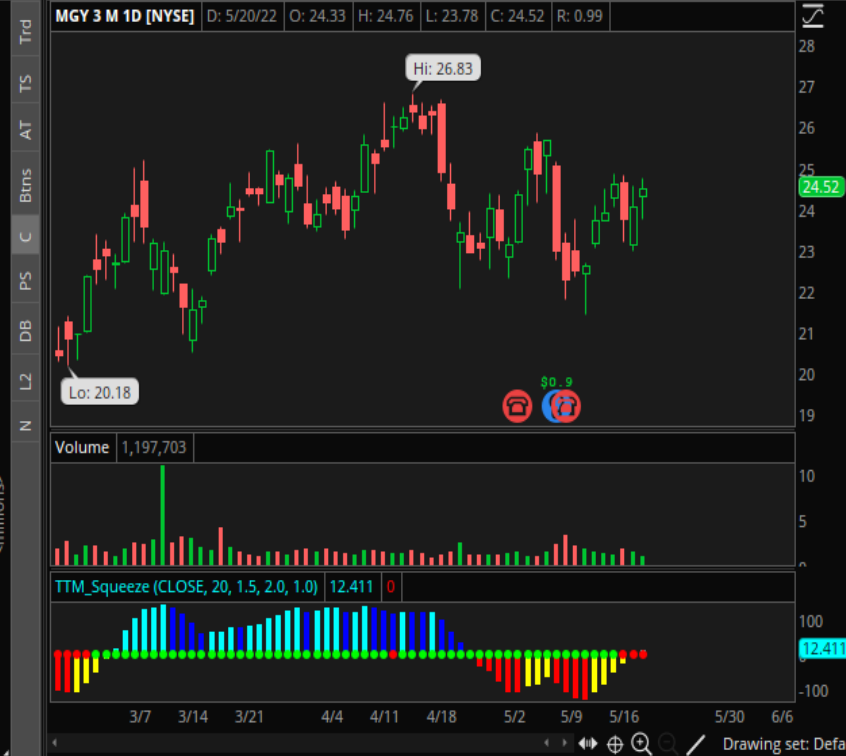 MGY 3 M 1D [NYSE] D: 5/20/22 O: 24.33 H: 24.76 L: 23.78 C: 24.52 R: 0.99
Trd
TS
AT
Btns
C
PS
DB
L2
N
Hi: 26.83
Lo: 20.18
$0.9
28
27
26
25
24.52
24
23
22
21
20
19
Volume 1,197,703
10
5
TTM_Squeeze (CLOSE, 20, 1.5, 2.0, 1.0) 12.411 0
100
12.411
-100
3/7 3/14 3/21 4/4 4/11 4/18 5/2 5/9 5/16 5/30 6/6
Drawing set: Defa